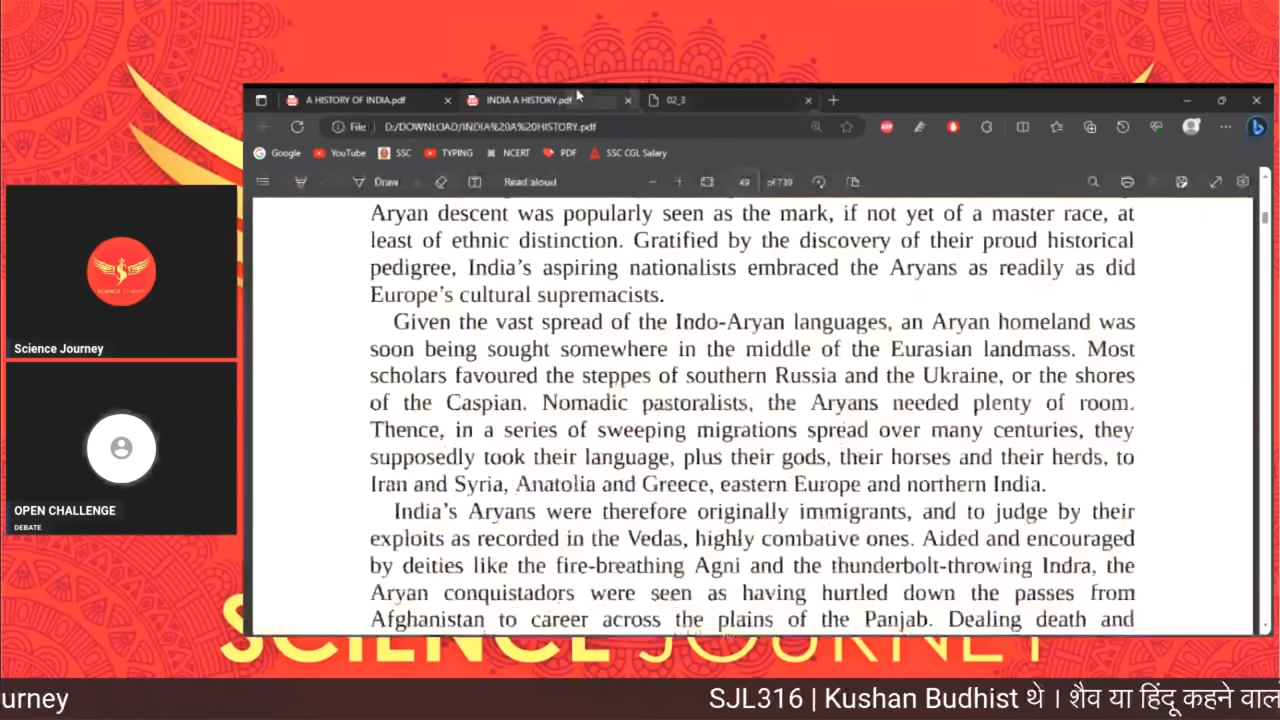 A HISTORY OF INDIA.pdf
INDIA A HISTORY.pdf
02_3
File
D:/DOWNLOAD/INDIA%20A%20HISTORY.pdf
Google
YouTube
SSC
TYPING
NCERT
PDF
SSC CGL Salary
Draw
Read aloud
49
of 739
Aryan descent was popularly seen as the mark, if not yet of a master race, at
least of ethnic distinction. Gratified by the discovery of their proud historical
pedigree, India's aspiring nationalists embraced the Aryans as readily as did
Europe's cultural supremacists.
Given the vast spread of the Indo-Aryan languages, an Aryan homeland was
soon being sought somewhere in the middle of the Eurasian landmass. Most
scholars favoured the steppes of southern Russia and the Ukraine, or the shores
of the Caspian. Nomadic pastoralists, the Aryans needed plenty of room.
Thence, in a series of sweeping migrations spread over many centuries, they
supposedly took their language, plus their gods, their horses and their herds, to
Iran and Syria, Anatolia and Greece, eastern Europe and northern India.
India's Aryans were therefore originally immigrants, and to judge by their
exploits as recorded in the Vedas, highly combative ones. Aided and encouraged
by deities like the fire-breathing Agni and the thunderbolt-throwing Indra, the
Aryan conquistadors were seen as having hurtled down the passes from
Afghanistan to career across the plains of the Panjab. Dealing death and
Science Journey
OPEN CHALLENGE
DEBATE
SCIENCE JOURNEY
urney
SJL316 | Kushan Budhist थे । शैव या हिंदू कहने वाल